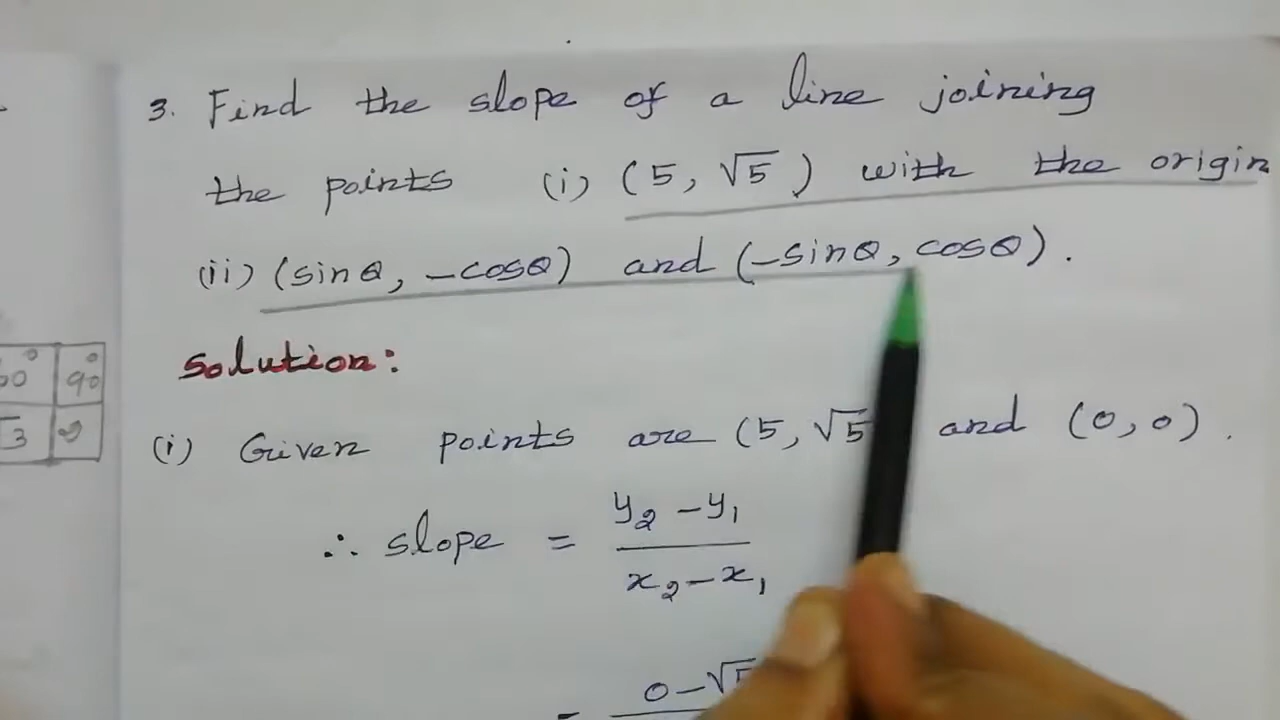 3. Find the slope of a line joining
the points (i) (5, √5) with the origin
(ii) (sinθ, -cosθ) and (-sinθ, cosθ).
Solution:
90°
(i) Given points are (5, √5 and (0,0).
∴ slope = y₂ - y₁
x₂ - x₁
= 0 - √5